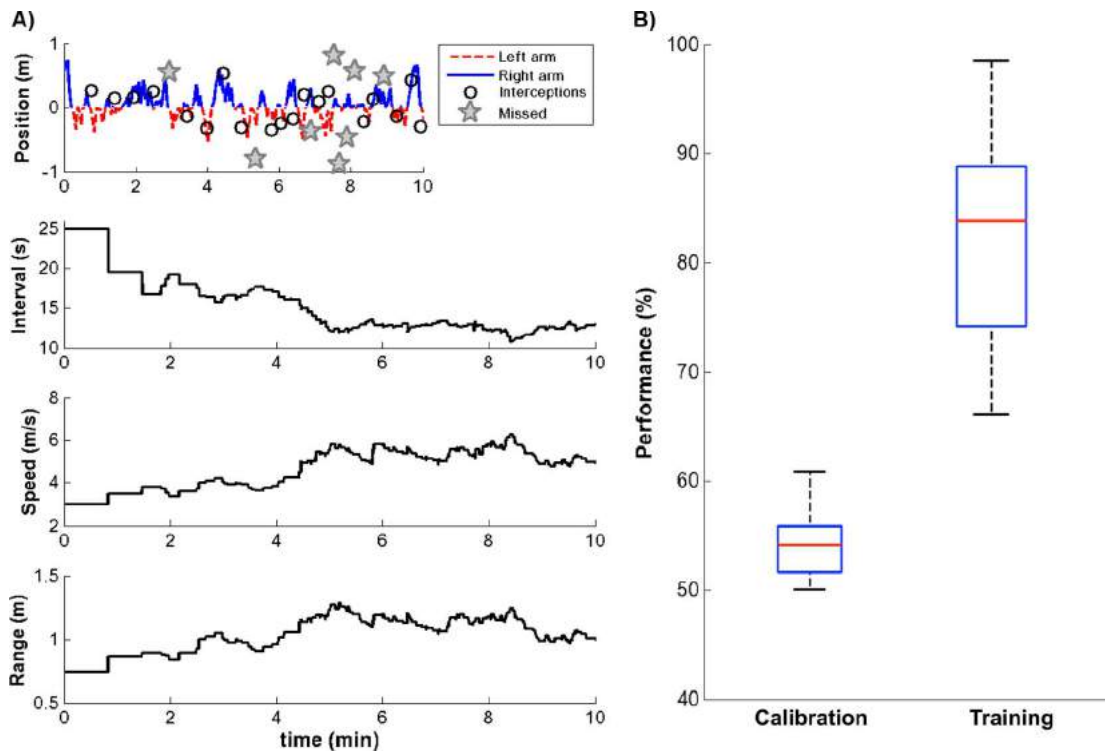 A)
Position (m)
1
0
-1
0 2 4 6 8 10
Left arm
Right arm
Interceptions
Missed
Interval (s)
25
20
15
10
0 2 4 6 8 10
Speed (m/s)
8
6
4
2
0 2 4 6 8 10
Range (m)
1.5
1
0.5
0 2 4 6 8 10
time (min)
B)
Performance (%)
100
90
80
70
60
50
40
Calibration Training